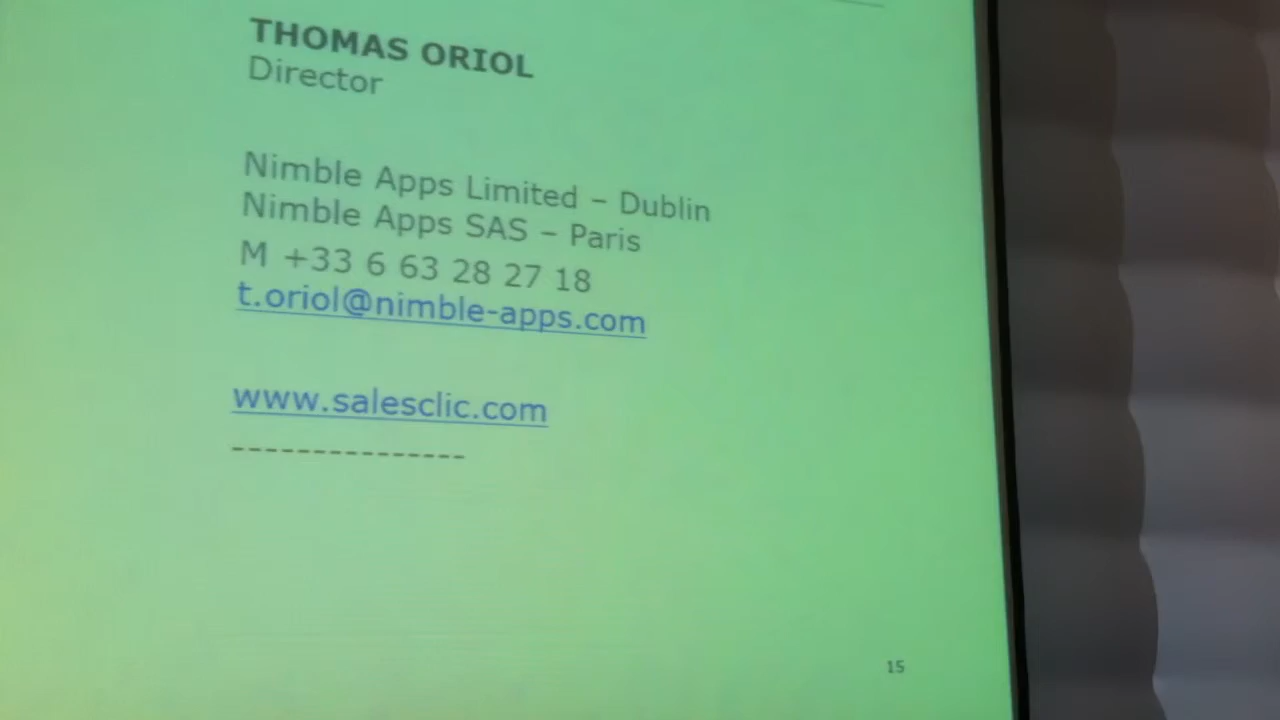 THOMAS ORIOL
Director
Nimble Apps Limited – Dublin
Nimble Apps SAS – Paris
M +33 6 63 28 27 18
t.oriol@nimble-apps.com
www.salesclic.com
---------------
15